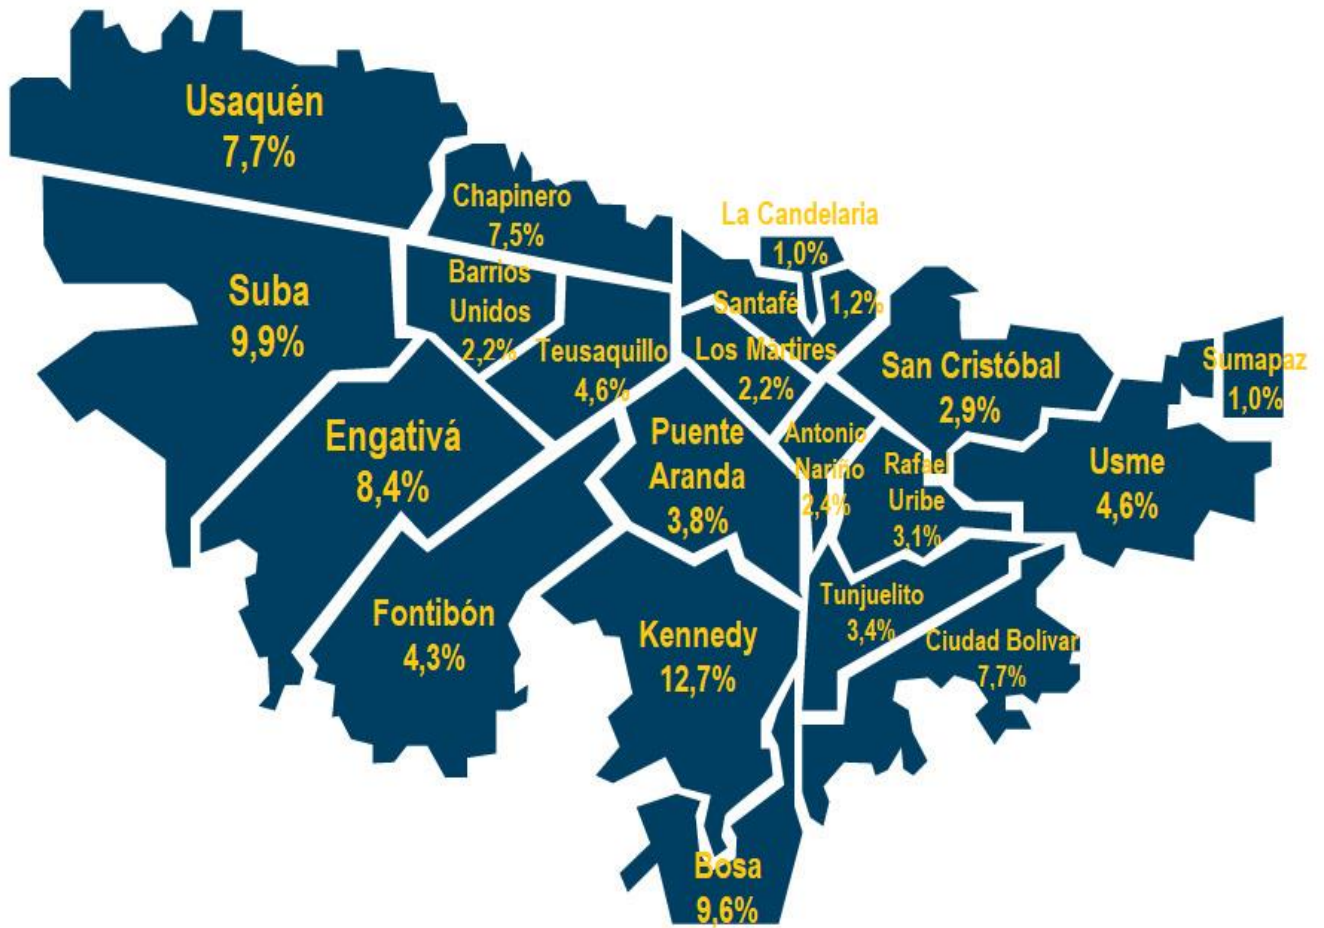 Usaquén
7,7%
Chapinero
7,5%
La Candelaria
1,0%
Suba
9,9%
Barrios
Unidos
2,2%
Teusaquillo
4,6%
Santafé 1,2%
Los Mártires
2,2%
San Cristóbal
2,9%
Sumapaz
1,0%
Engativá
8,4%
Puente
Aranda
3,8%
Antonio
Nariño
2,4%
Rafael
Uribe
3,1%
Usme
4,6%
Fontibón
4,3%
Kennedy
12,7%
Tunjuelito
3,4%
Ciudad Bolívar
7,7%
Bosa
9,6%